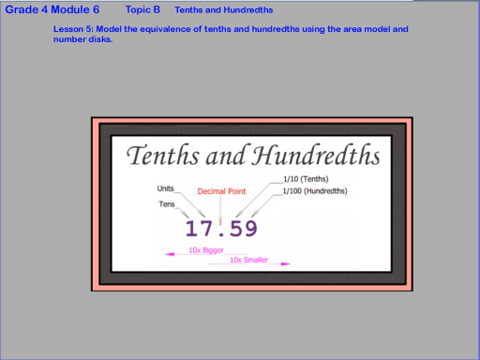 Grade 4 Module 6 Topic B Tenths and Hundredths
Lesson 5: Model the equivalence of tenths and hundredths using the area model and
number disks.
Tenths and Hundredths
1/10 (Tenths)
Units Decimal Point 1/100 (Hundredths)
Tens
17.59
10x Bigger
10x Smaller